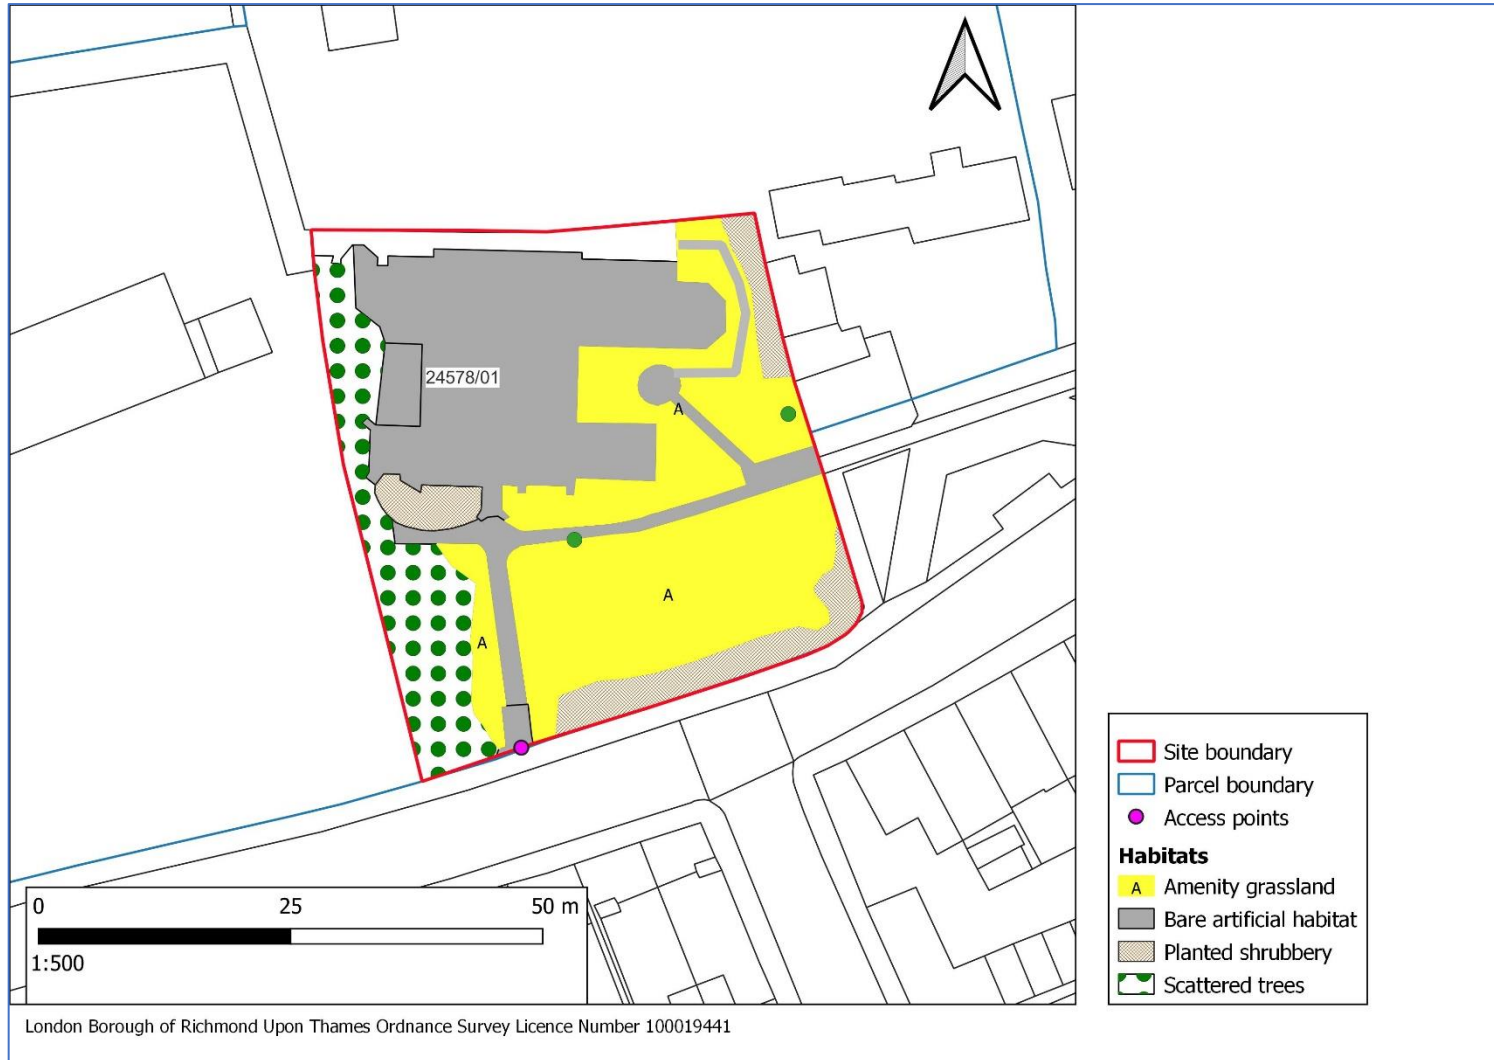 24578/01
A
A
A
Site boundary
Parcel boundary
Access points
Habitats
A Amenity grassland
Bare artificial habitat
Planted shrubbery
Scattered trees
0 25 50 m
1:500
London Borough of Richmond Upon Thames Ordnance Survey Licence Number 100019441